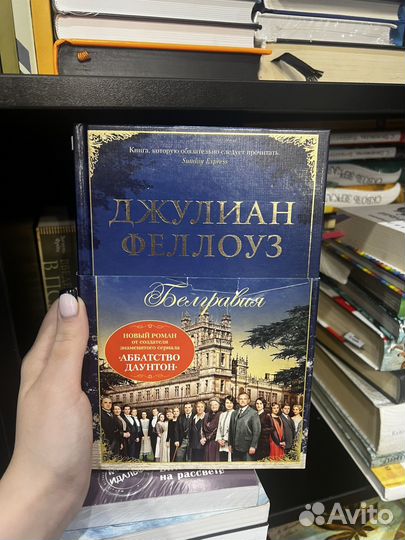 Книга, которую обязательно следует прочитать.
Sunday Express
ДЖУЛИАН
ФЕЛЛОУЗ
Белгравия
НОВЫЙ РОМАН
от создателя
знаменитого сериала
«АББАТСТВО
ДАУНТОН»
НА РАССВЕТЕ
Avito